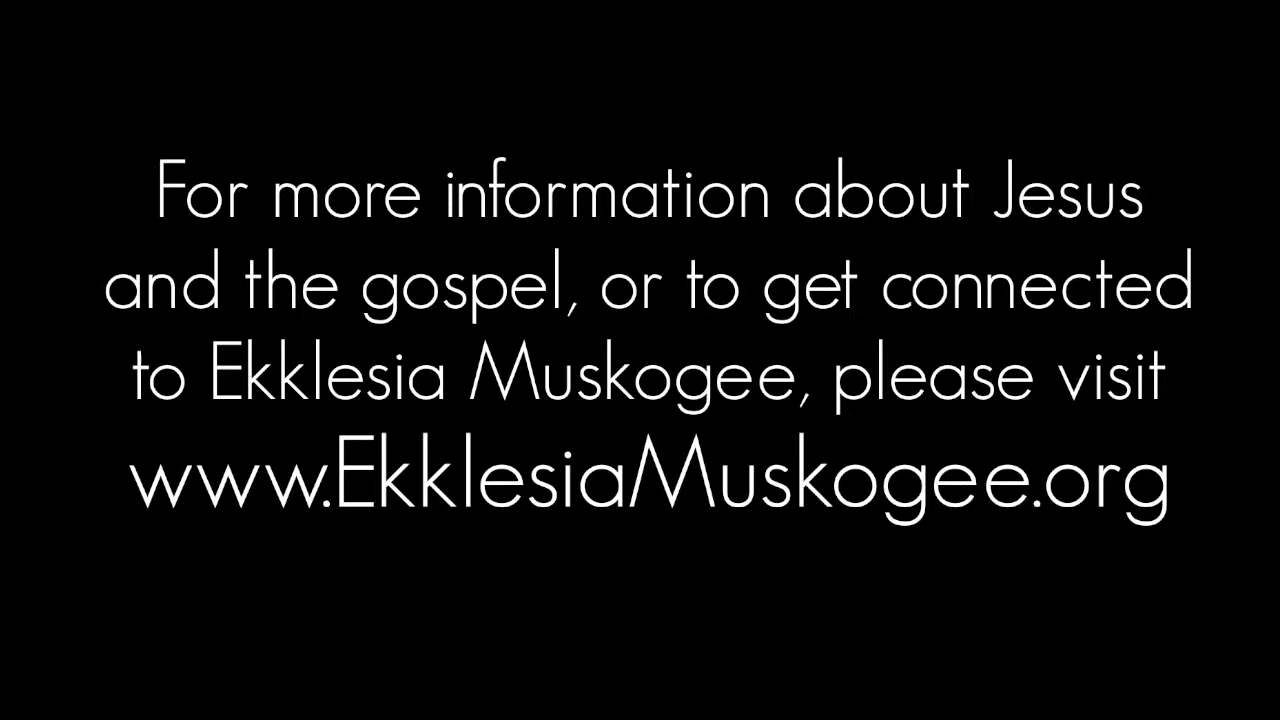 For more information about Jesus
and the gospel, or to get connected
to Ekklesia Muskogee, please visit
www.EkklesiaMuskogee.org